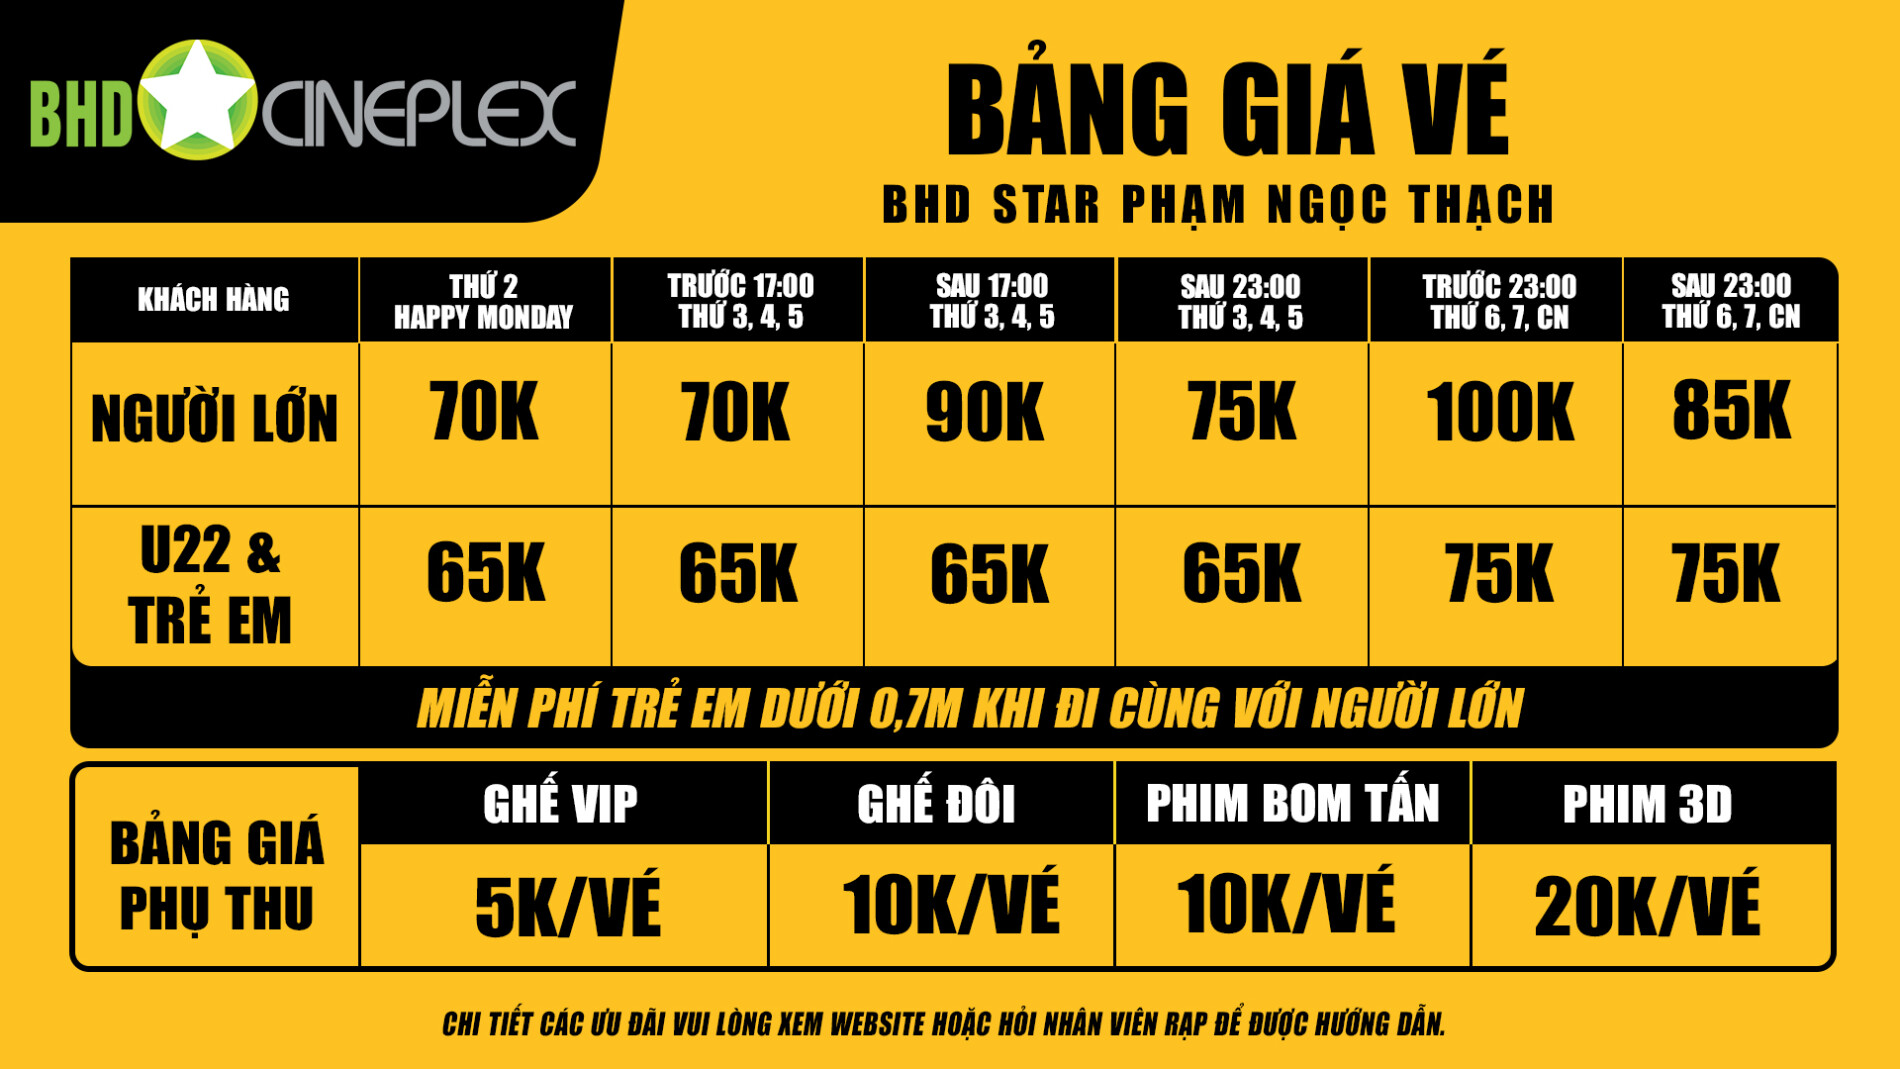 BHD CINEPLEX
BẢNG GIÁ VÉ
BHD STAR PHẠM NGỌC THẠCH
KHÁCH HÀNG
THỨ 2
HAPPY MONDAY
TRƯỚC 17:00
THỨ 3, 4, 5
SAU 17:00
THỨ 3, 4, 5
SAU 23:00
THỨ 3, 4, 5
TRƯỚC 23:00
THỨ 6, 7, CN
SAU 23:00
THỨ 6, 7, CN
NGƯỜI LỚN
70K
70K
90K
75K
100K
85K
U22 &
TRẺ EM
65K
65K
65K
65K
75K
75K
MIỄN PHÍ TRẺ EM DƯỚI 0,7M KHI ĐI CÙNG VỚI NGƯỜI LỚN
BẢNG GIÁ
PHỤ THU
GHẾ VIP
GHẾ ĐÔI
PHIM BOM TẤN
PHIM 3D
5K/VÉ
10K/VÉ
10K/VÉ
20K/VÉ
CHI TIẾT CÁC ƯU ĐÃI VUI LÒNG XEM WEBSITE HOẶC HỎI NHÂN VIÊN RẠP ĐỂ ĐƯỢC HƯỚNG DẪN.